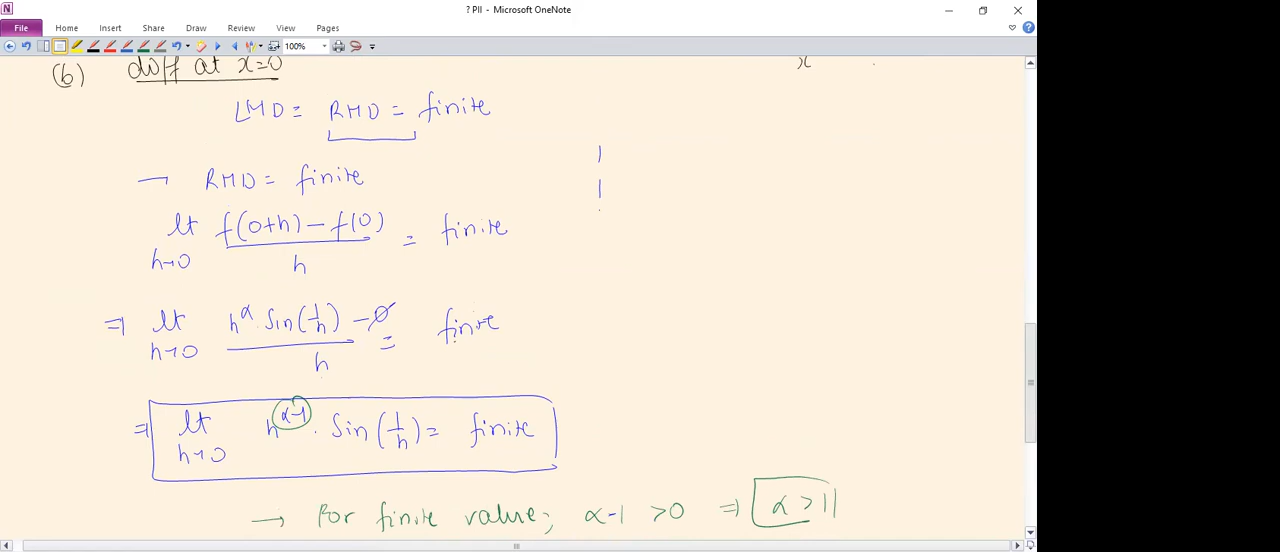 ? PII - Microsoft OneNote
File Home Insert Share Draw Review View Pages
100%
(b) diff at x=0
x
LHD = RHD = finite
→ RHD = finite
lt h→0 f(0+h) − f(0) / h = finite
⇒ lt h→0 h^α · Sin(1/h) − 0 / h = finite
⇒ lt h→0 h^(α−1) · Sin(1/h) = finite
→ For finite value; α−1 >0 ⇒ α >1